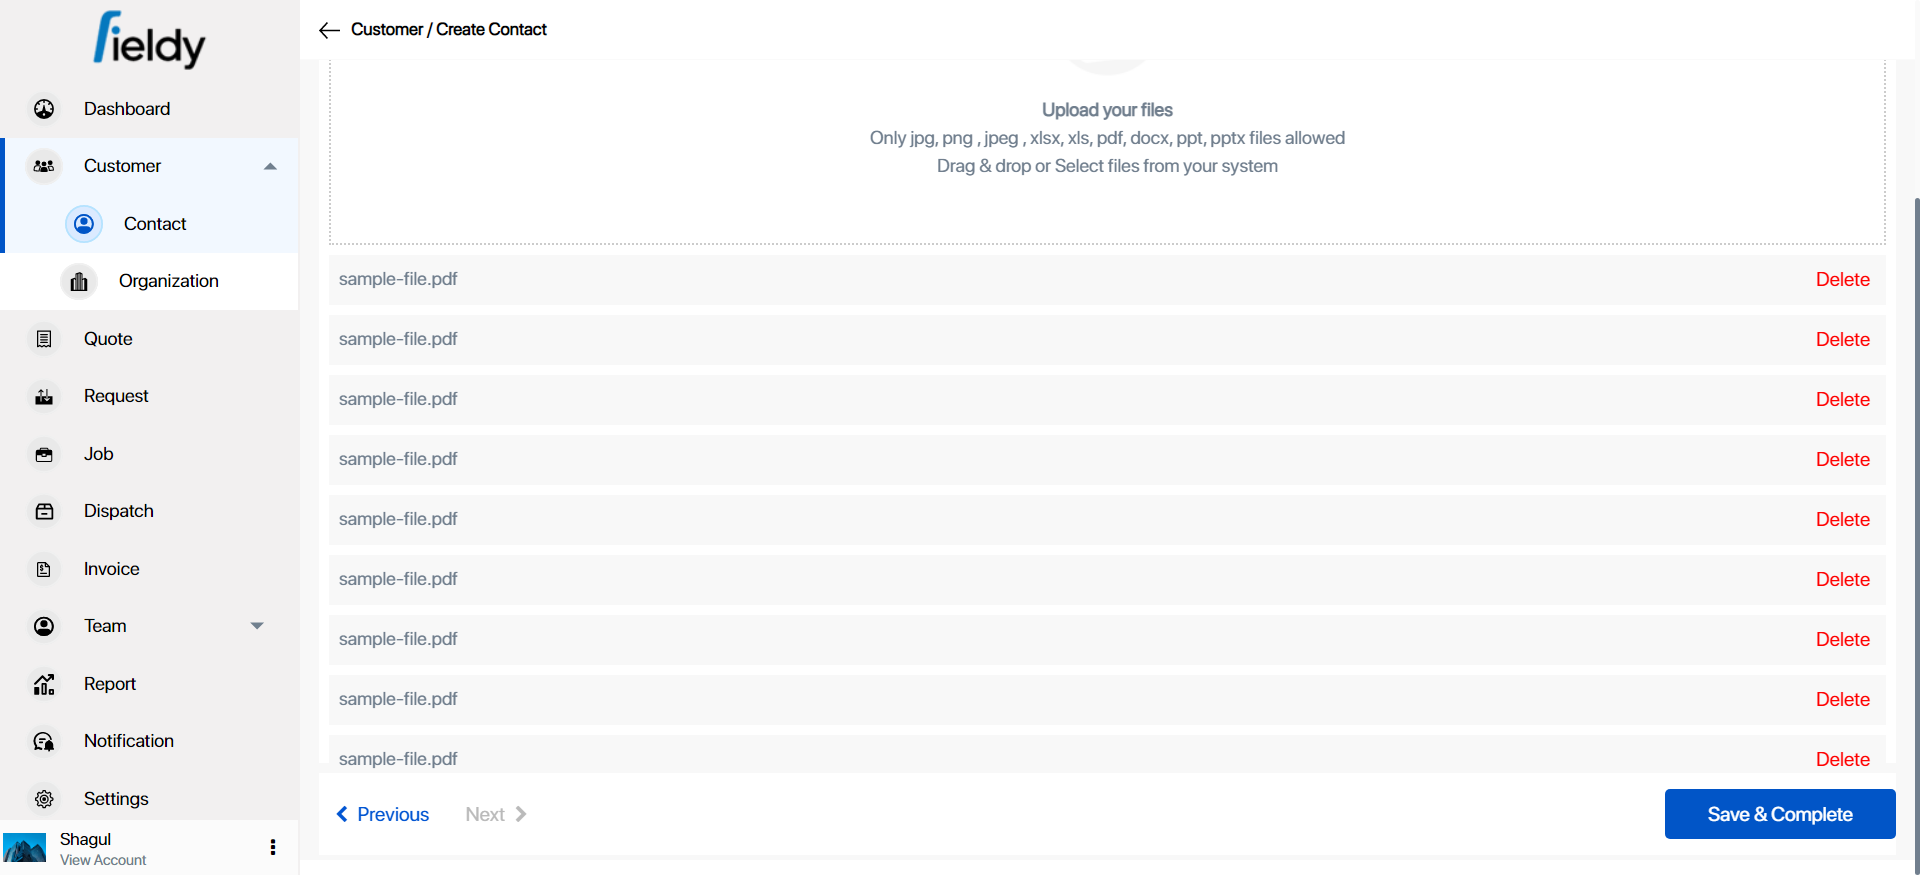 fieldy
Dashboard
Customer
Contact
Organization
Quote
Request
Job
Dispatch
Invoice
Team
Report
Notification
Settings
Shagul
View Account
Customer / Create Contact
Upload your files
Only jpg, png , jpeg , xlsx, xls, pdf, docx, ppt, pptx files allowed
Drag & drop or Select files from your system
sample-file.pdf Delete
sample-file.pdf Delete
sample-file.pdf Delete
sample-file.pdf Delete
sample-file.pdf Delete
sample-file.pdf Delete
sample-file.pdf Delete
sample-file.pdf Delete
sample-file.pdf Delete
Previous Next Save & Complete